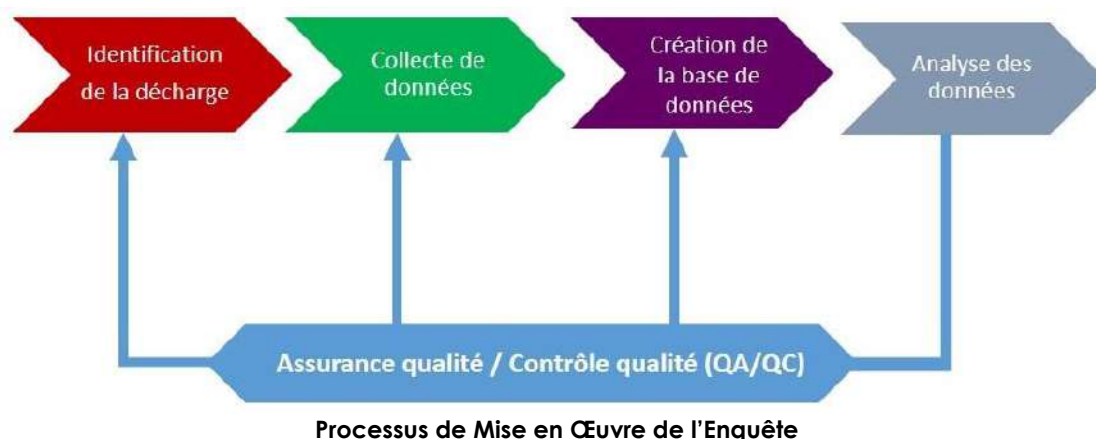 Identification
de la décharge
Collecte de
données
Création de
la base de
données
Analyse des
données
Assurance qualité / Contrôle qualité (QA/QC)
Processus de Mise en Œuvre de l'Enquête